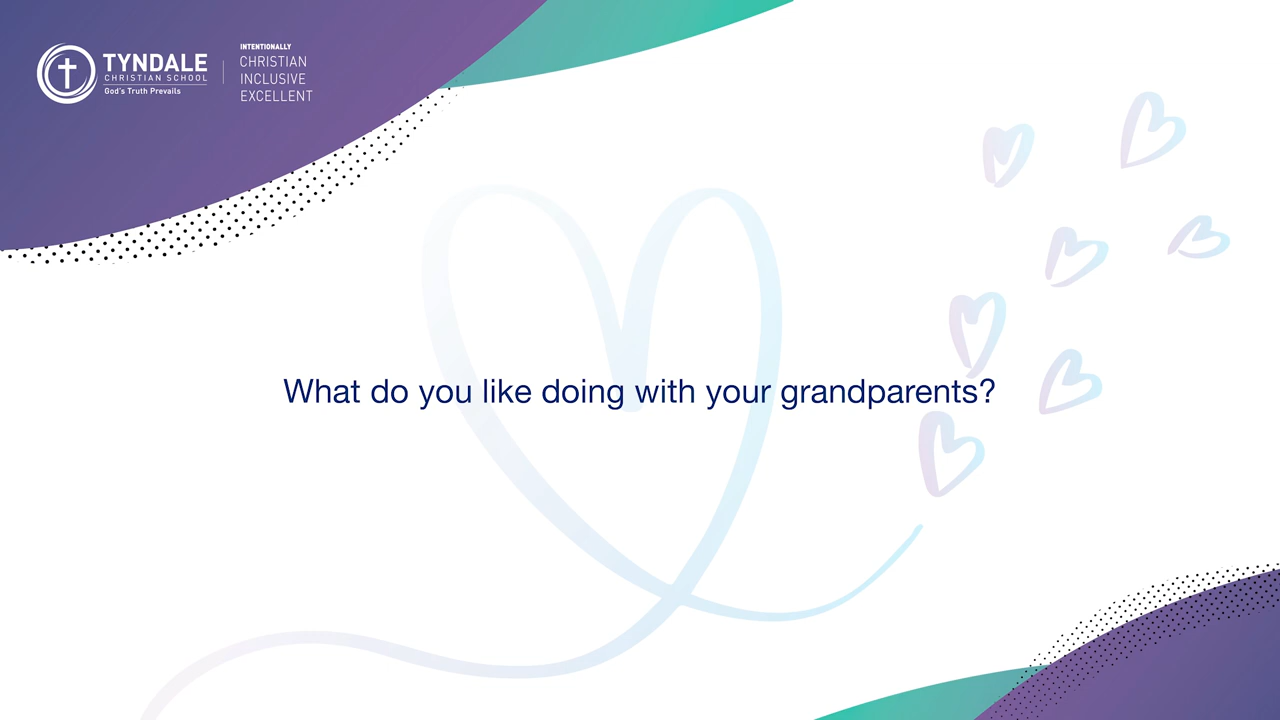 TYNDALE
CHRISTIAN SCHOOL
God's Truth Prevails
INTENTIONALLY
CHRISTIAN
INCLUSIVE
EXCELLENT
What do you like doing with your grandparents?